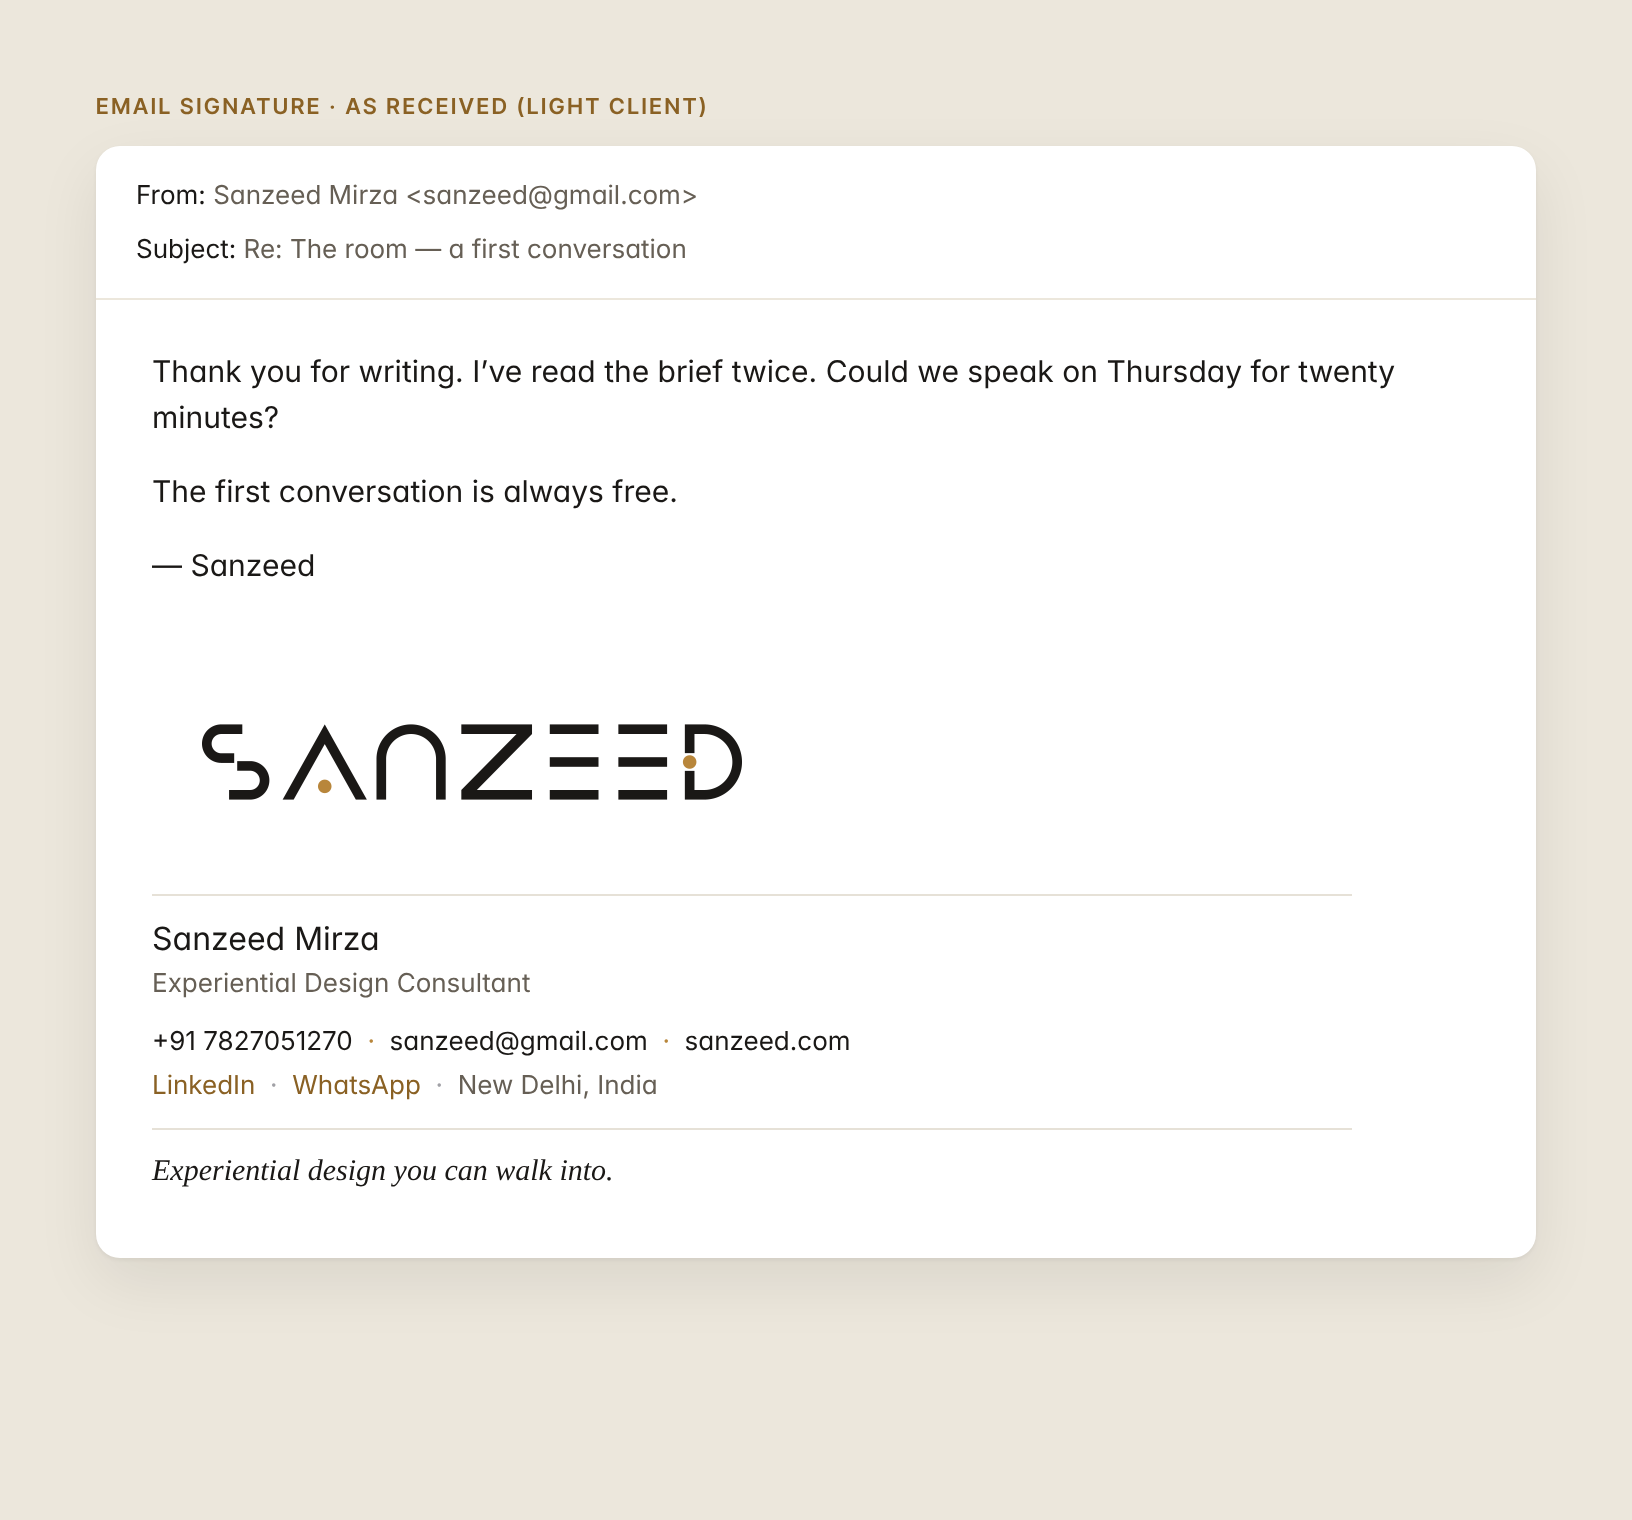 EMAIL SIGNATURE · AS RECEIVED (LIGHT CLIENT)
From: Sanzeed Mirza <sanzeed@gmail.com>
Subject: Re: The room — a first conversation
Thank you for writing. I’ve read the brief twice. Could we speak on Thursday for twenty
minutes?
The first conversation is always free.
— Sanzeed
SANZEED
Sanzeed Mirza
Experiential Design Consultant
+91 7827051270 · sanzeed@gmail.com · sanzeed.com
LinkedIn · WhatsApp · New Delhi, India
Experiential design you can walk into.